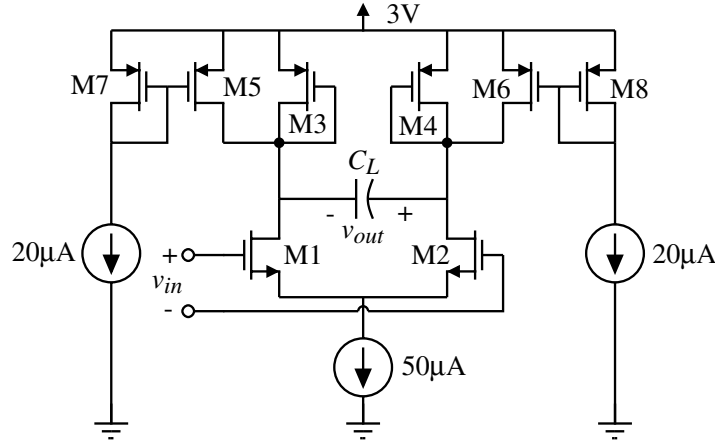 3V
M7
M5
M3
M4
M6
M8
C_L
- v_out +
20μA
+
v_in
-
M1
M2
20μA
50μA